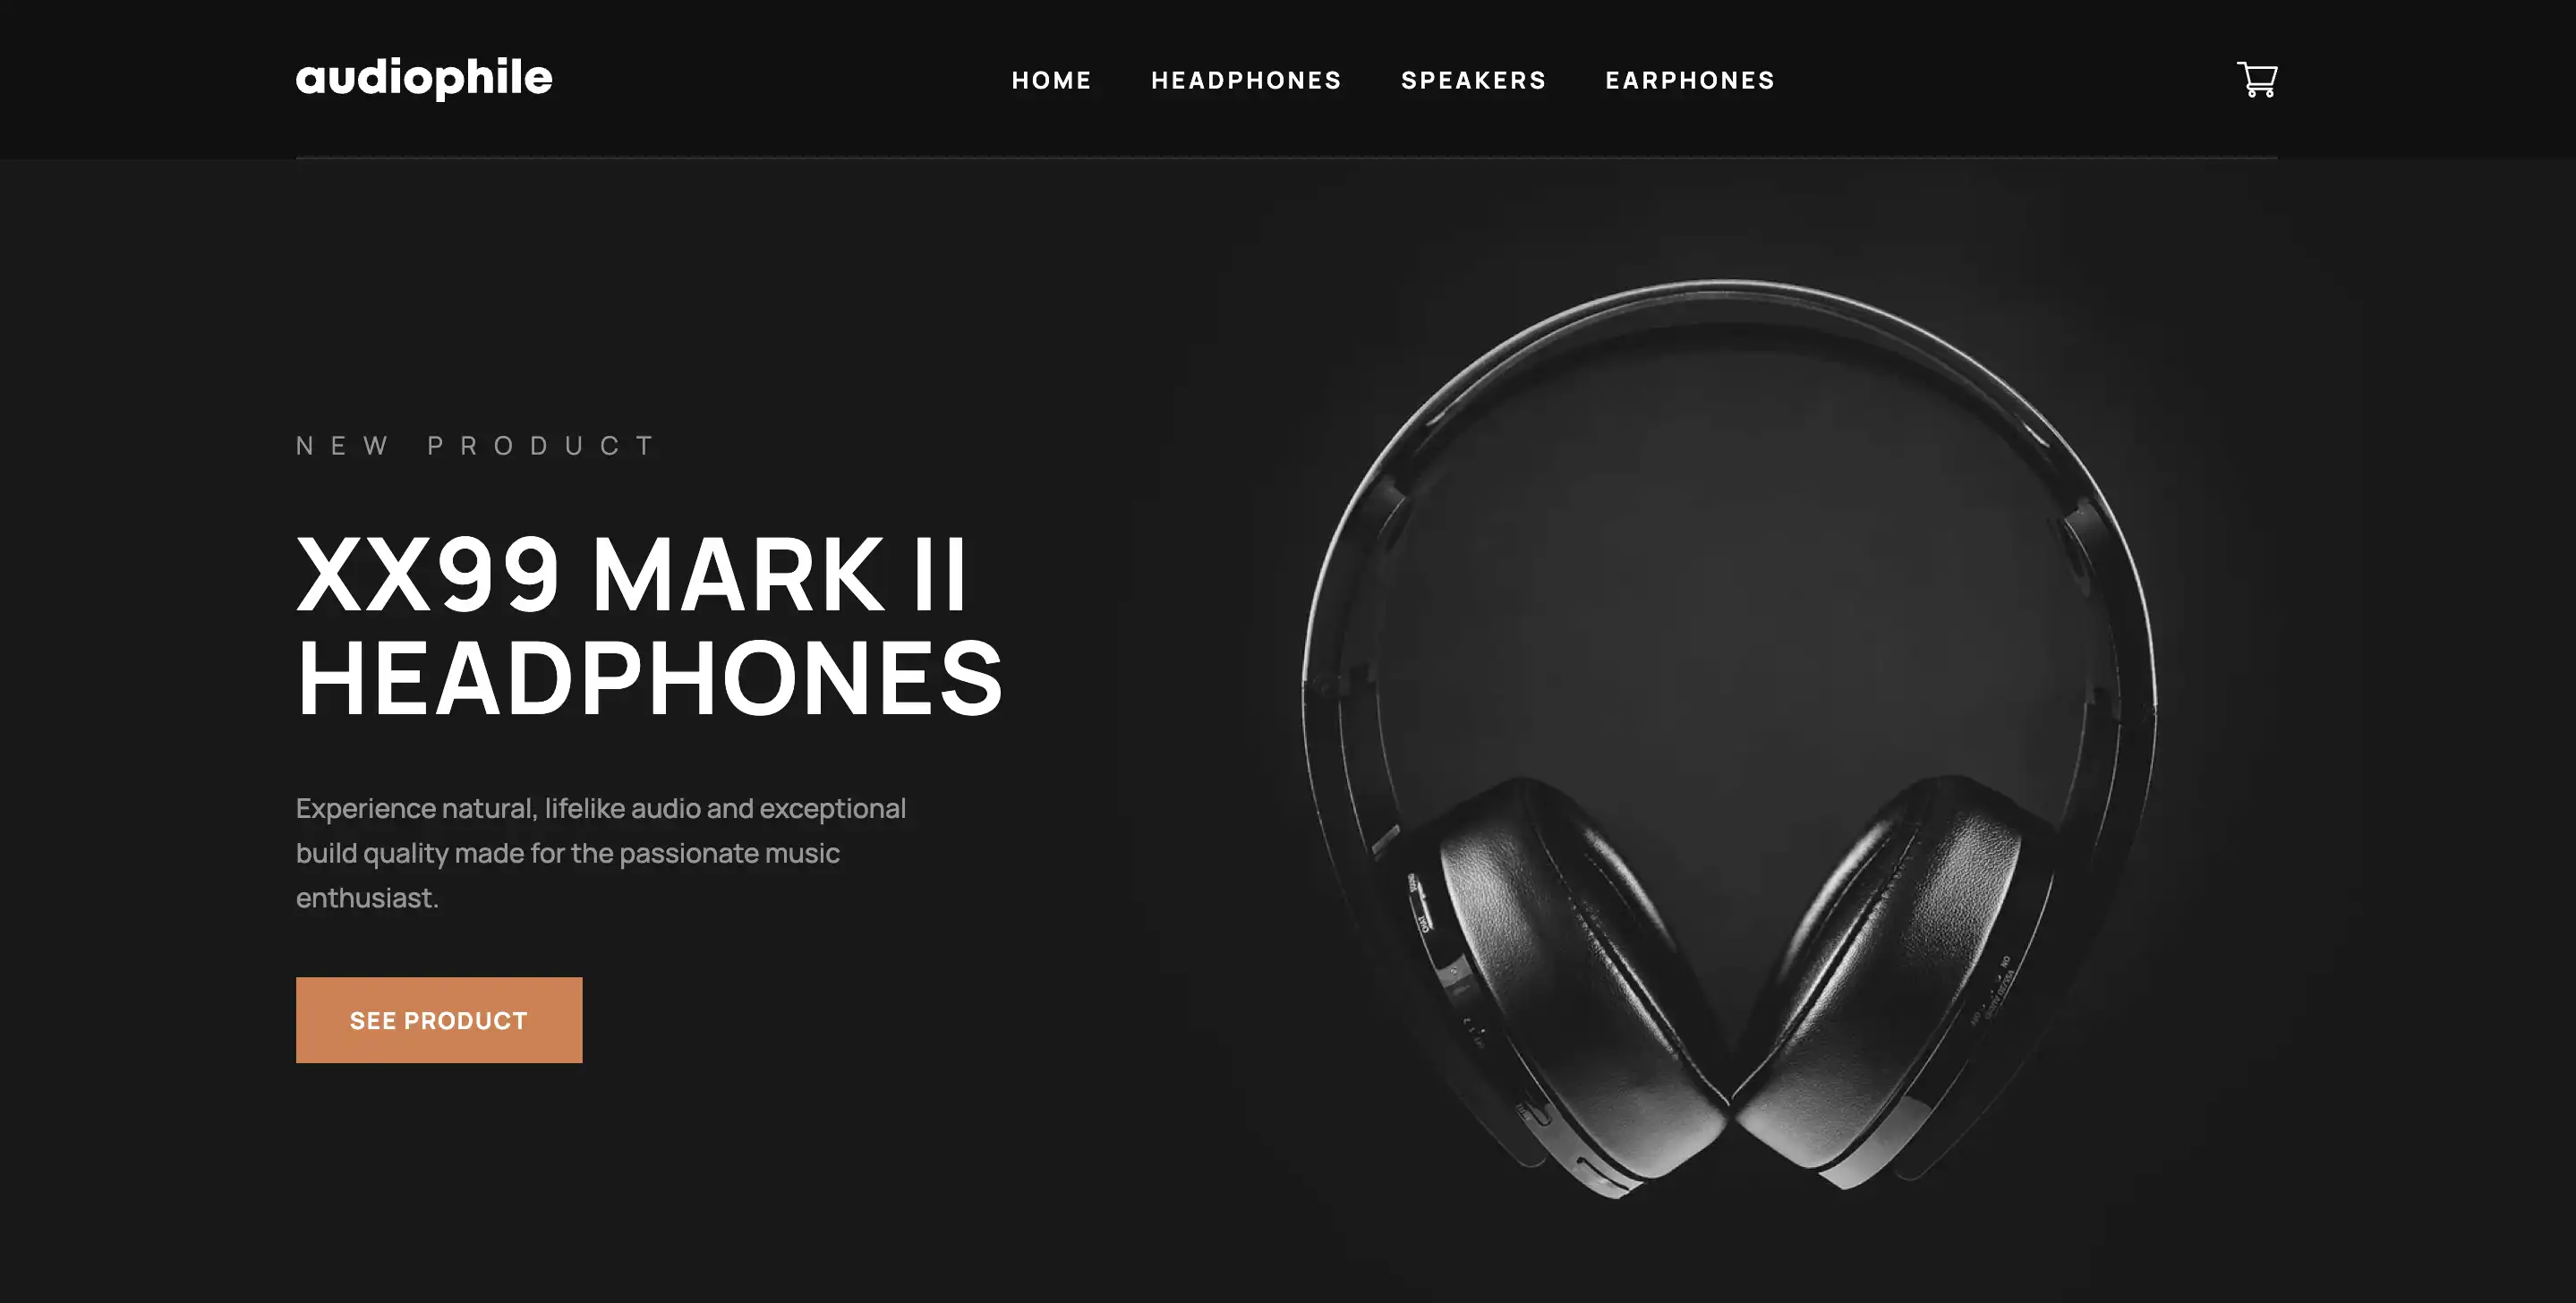 audiophile
HOME HEADPHONES SPEAKERS EARPHONES
NEW PRODUCT
XX99 MARK II
HEADPHONES
Experience natural, lifelike audio and exceptional
build quality made for the passionate music
enthusiast.
SEE PRODUCT